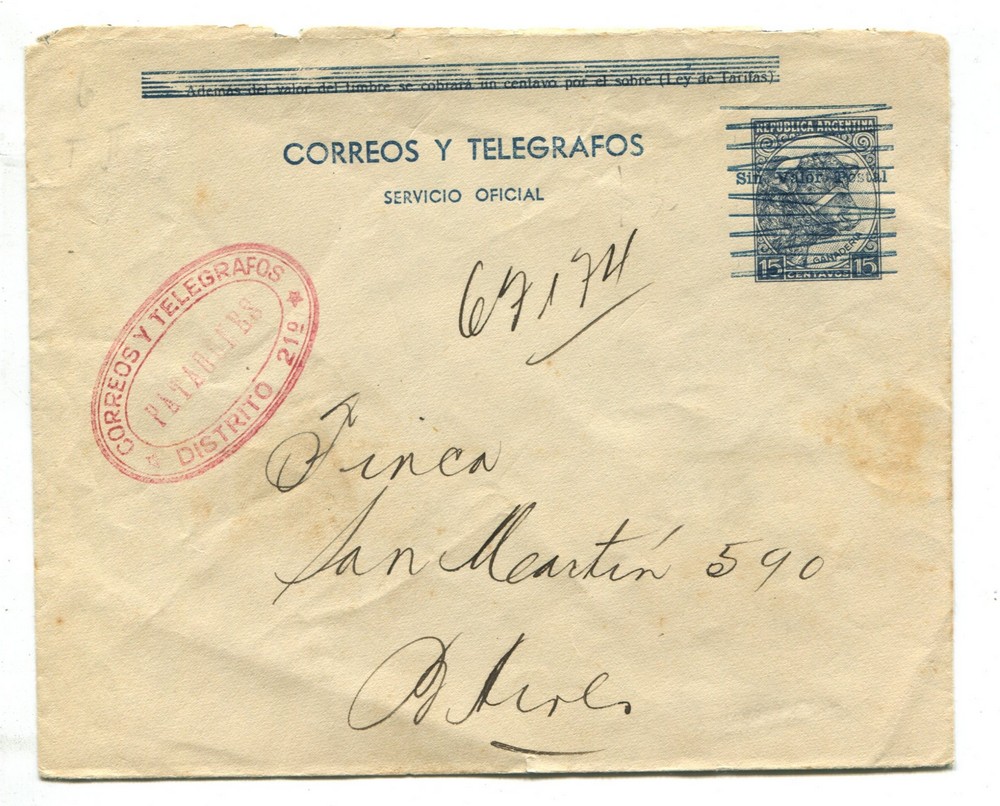 Además del valor del timbre se cobrará un centavo por el sobre (Ley de Tarifas)
CORREOS Y TELEGRAFOS
SERVICIO OFICIAL
REPUBLICA ARGENTINA
Sin Valor Postal
GANADERIA
15 CENTAVOS 15
CORREOS Y TELEGRAFOS
DISTRITO 21º
Finca
San Martín 590
B Aires